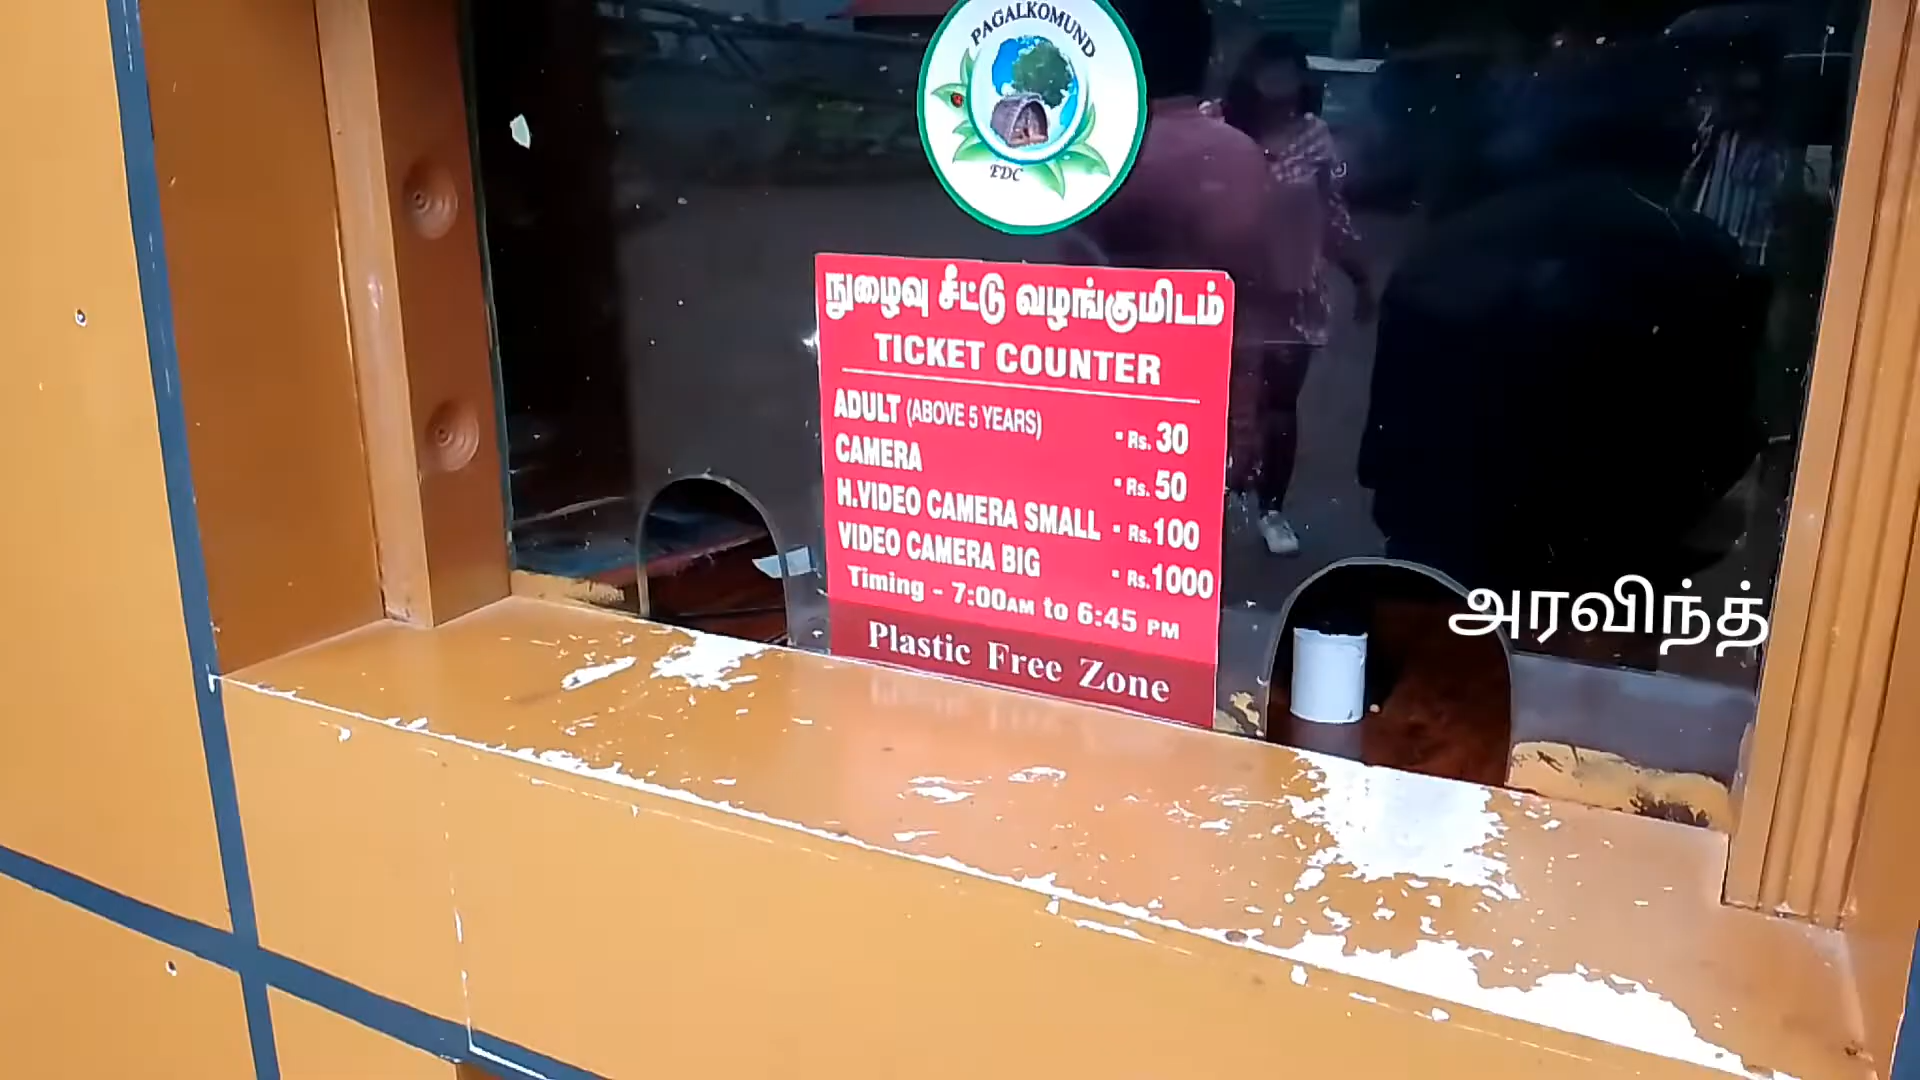 PAGALKOMUND
EDC
நுழைவு சீட்டு வழங்குமிடம்
TICKET COUNTER
ADULT (ABOVE 5 YEARS) - Rs. 30
CAMERA - Rs. 50
H.VIDEO CAMERA SMALL - Rs. 100
VIDEO CAMERA BIG - Rs. 1000
Timing - 7:00AM to 6:45 PM
Plastic Free Zone
அரவிந்த்